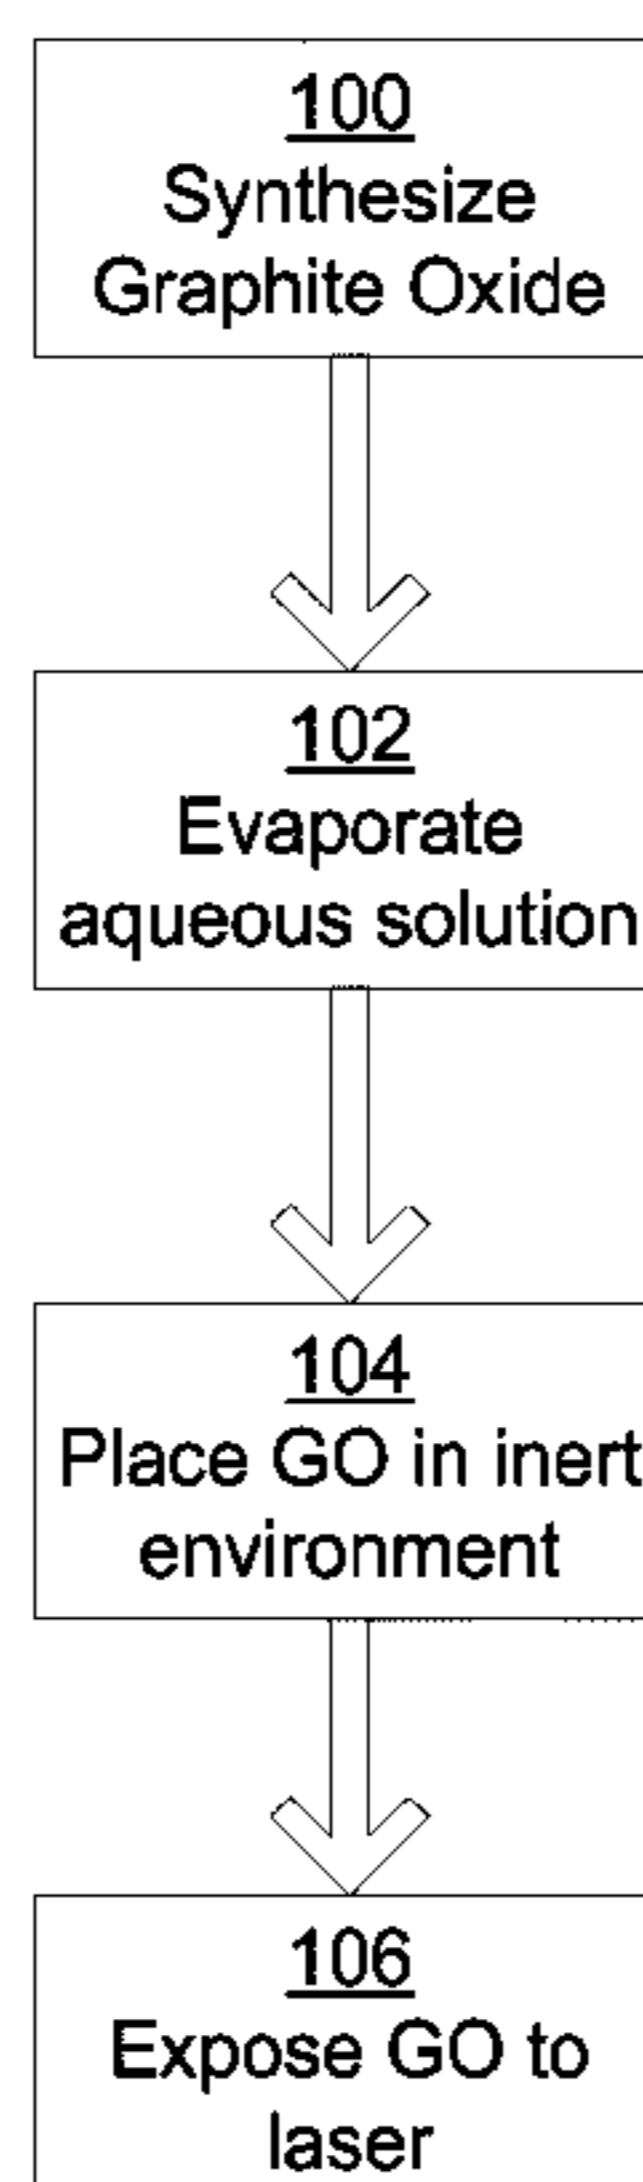 100
Synthesize
Graphite Oxide
102
Evaporate
aqueous solution
104
Place GO in inert
environment
106
Expose GO to
laser